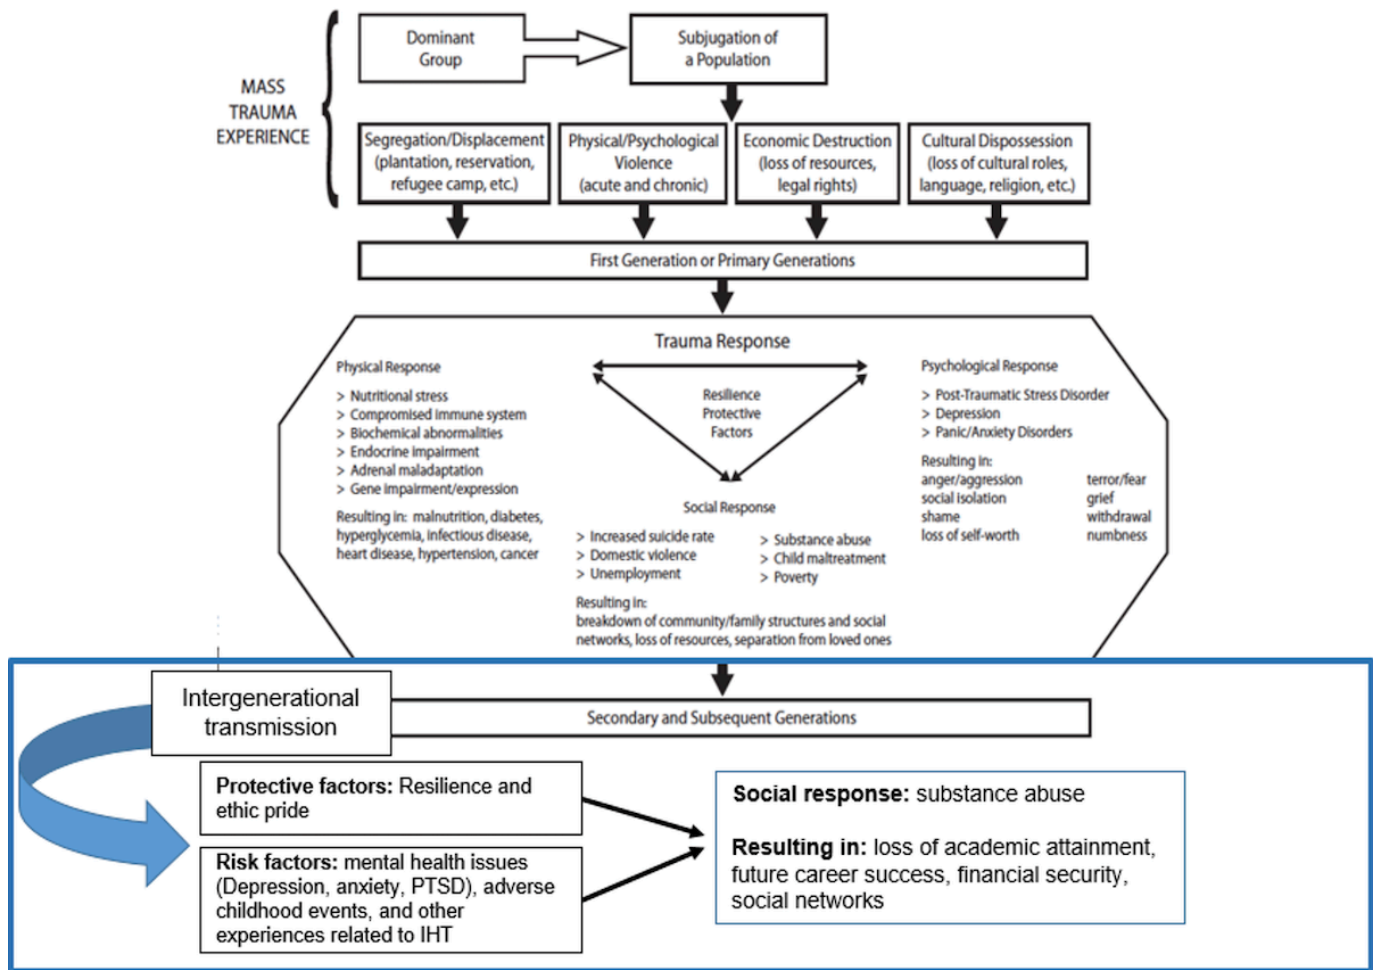 MASS
TRAUMA
EXPERIENCE
Dominant
Group
Subjugation of
a Population
Segregation/Displacement
(plantation, reservation,
refugee camp, etc.)
Physical/Psychological
Violence
(acute and chronic)
Economic Destruction
(loss of resources,
legal rights)
Cultural Dispossession
(loss of cultural roles,
language, religion, etc.)
First Generation or Primary Generations
Trauma Response
Physical Response
> Nutritional stress
> Compromised immune system
> Biochemical abnormalities
> Endocrine impairment
> Adrenal maladaptation
> Gene impairment/expression
Resulting in: malnutrition, diabetes,
hyperglycemia, infectious disease,
heart disease, hypertension, cancer
Resilience
Protective
Factors
Psychological Response
> Post-Traumatic Stress Disorder
> Depression
> Panic/Anxiety Disorders
Resulting in:
anger/aggression terror/fear
social isolation grief
shame withdrawal
loss of self-worth numbness
Social Response
> Increased suicide rate > Substance abuse
> Domestic violence > Child maltreatment
> Unemployment > Poverty
Resulting in:
breakdown of community/family structures and social
networks, loss of resources, separation from loved ones
Intergenerational
transmission
Secondary and Subsequent Generations
Protective factors: Resilience and
ethic pride
Risk factors: mental health issues
(Depression, anxiety, PTSD), adverse
childhood events, and other
experiences related to IHT
Social response: substance abuse
Resulting in: loss of academic attainment,
future career success, financial security,
social networks